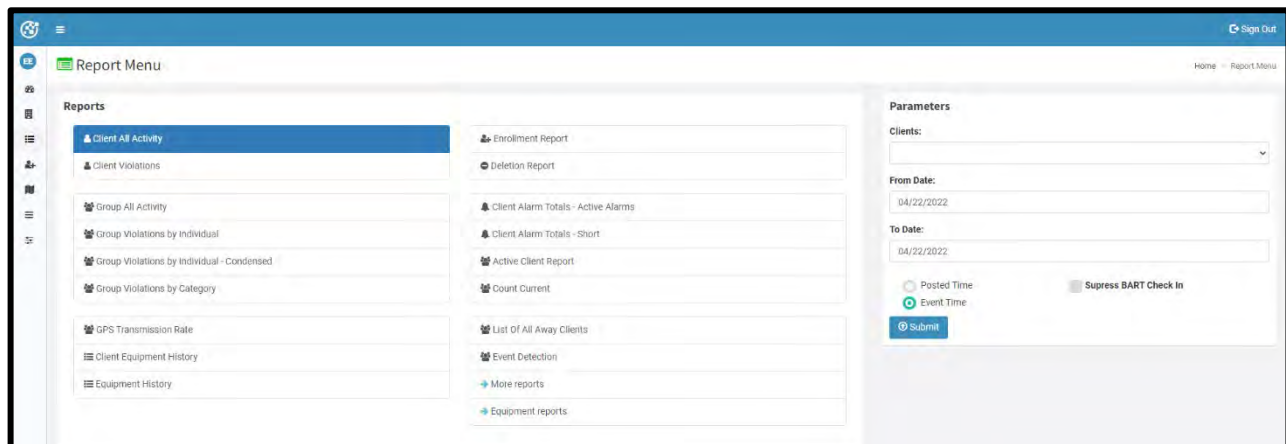 Sign Out
EE
Report Menu
Home
Report Menu
Reports
Client All Activity
Client Violations
Group All Activity
Group Violations by Individual
Group Violations by Individual - Condensed
Group Violations by Category
GPS Transmission Rate
Client Equipment History
Equipment History
Enrollment Report
Deletion Report
Client Alarm Totals - Active Alarms
Client Alarm Totals - Short
Active Client Report
Count Current
List Of All Away Clients
Event Detection
More reports
Equipment reports
Parameters
Clients:
From Date:
04/22/2022
To Date:
04/22/2022
Posted Time
Supress BART Check In
Event Time
Submit